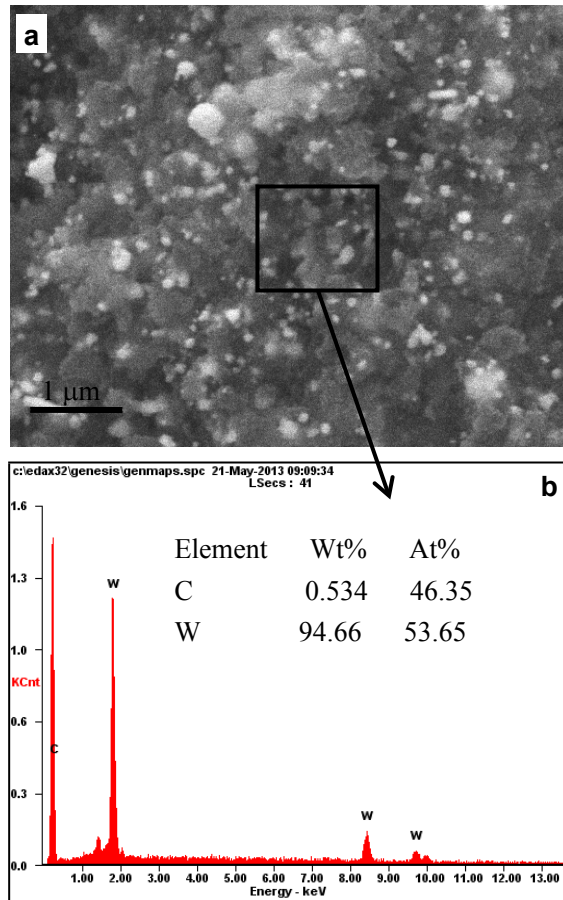 a
1 μm
c:\edax32\genesis\genmaps.spc 21-May-2013 09:09:34
LSecs : 41
b
1.6
Element Wt% At%
C 0.534 46.35
W 94.66 53.65
1.3
W
1.0
KCnt
0.6
C
0.3
W
W
0.0
1.00 2.00 3.00 4.00 5.00 6.00 7.00 8.00 9.00 10.00 11.00 12.00 13.00
Energy - keV